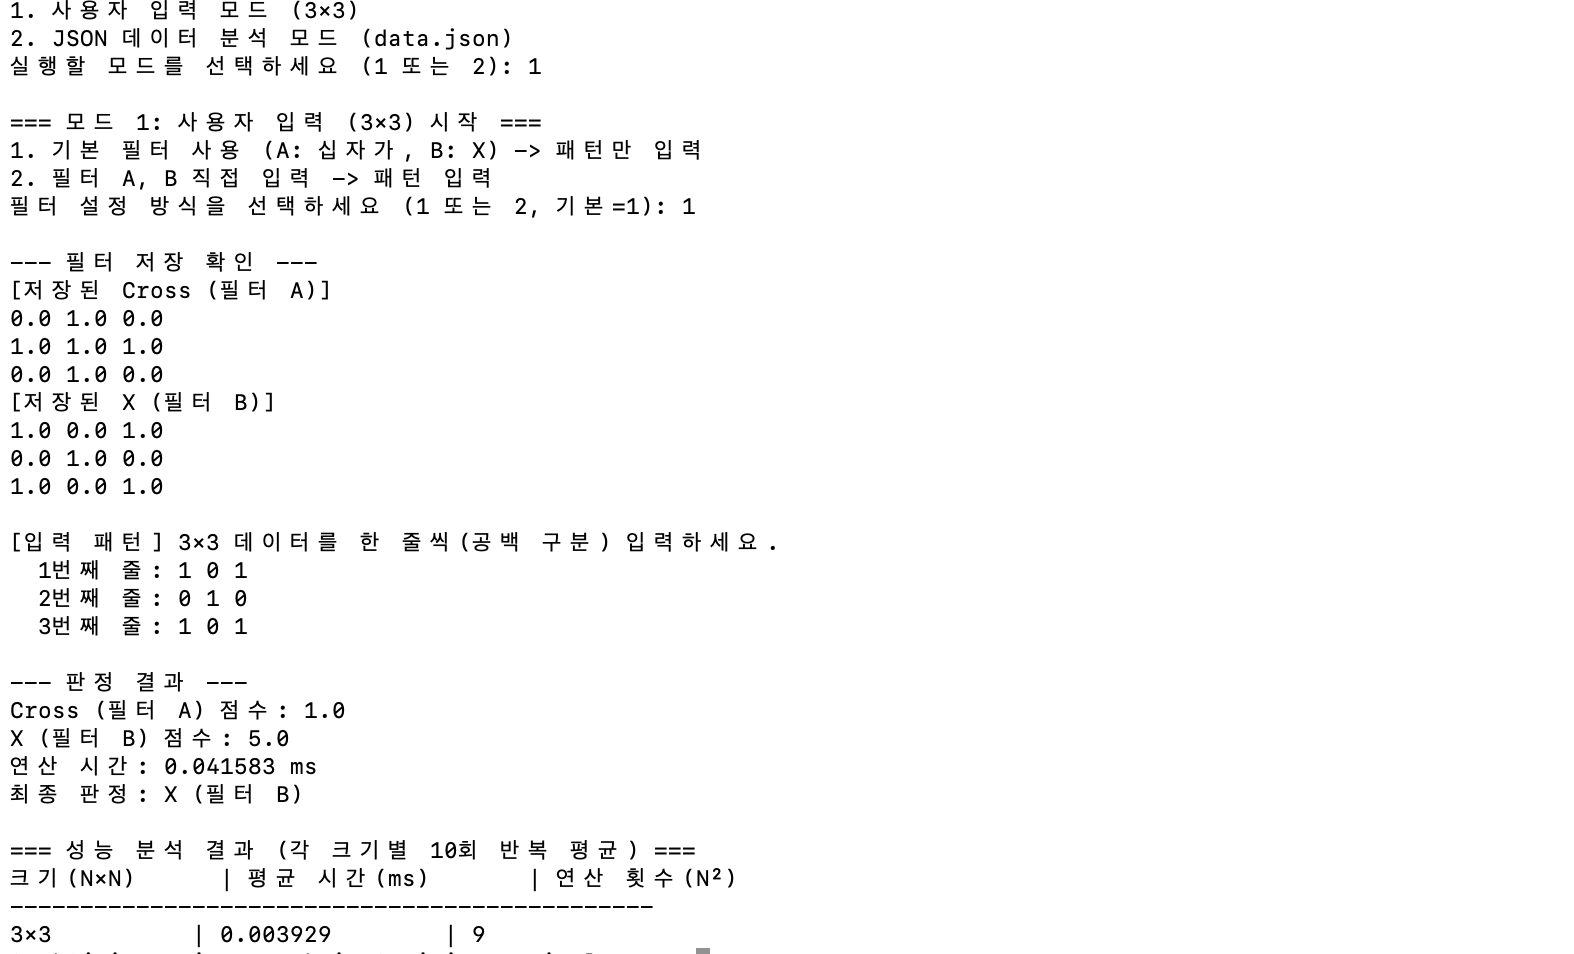 1. 사용자 입력 모드 (3×3)
2. JSON 데이터 분석 모드 (data.json)
실행할 모드를 선택하세요 (1 또는 2): 1
=== 모드 1: 사용자 입력 (3×3) 시작 ===
1. 기본 필터 사용 (A: 십자가, B: X) -> 패턴만 입력
2. 필터 A, B 직접 입력 -> 패턴 입력
필터 설정 방식을 선택하세요 (1 또는 2, 기본=1): 1
--- 필터 저장 확인 ---
[저장된 Cross (필터 A)]
0.0 1.0 0.0
1.0 1.0 1.0
0.0 1.0 0.0
[저장된 X (필터 B)]
1.0 0.0 1.0
0.0 1.0 0.0
1.0 0.0 1.0
[입력 패턴] 3×3 데이터를 한 줄씩(공백 구분) 입력하세요.
1번째 줄: 1 0 1
2번째 줄: 0 1 0
3번째 줄: 1 0 1
--- 판정 결과 ---
Cross (필터 A) 점수: 1.0
X (필터 B) 점수: 5.0
연산 시간: 0.041583 ms
최종 판정: X (필터 B)
=== 성능 분석 결과 (각 크기별 10회 반복 평균) ===
크기(N×N) | 평균 시간(ms) | 연산 횟수(N²)
----------------------------------------------
3×3 | 0.003929 | 9